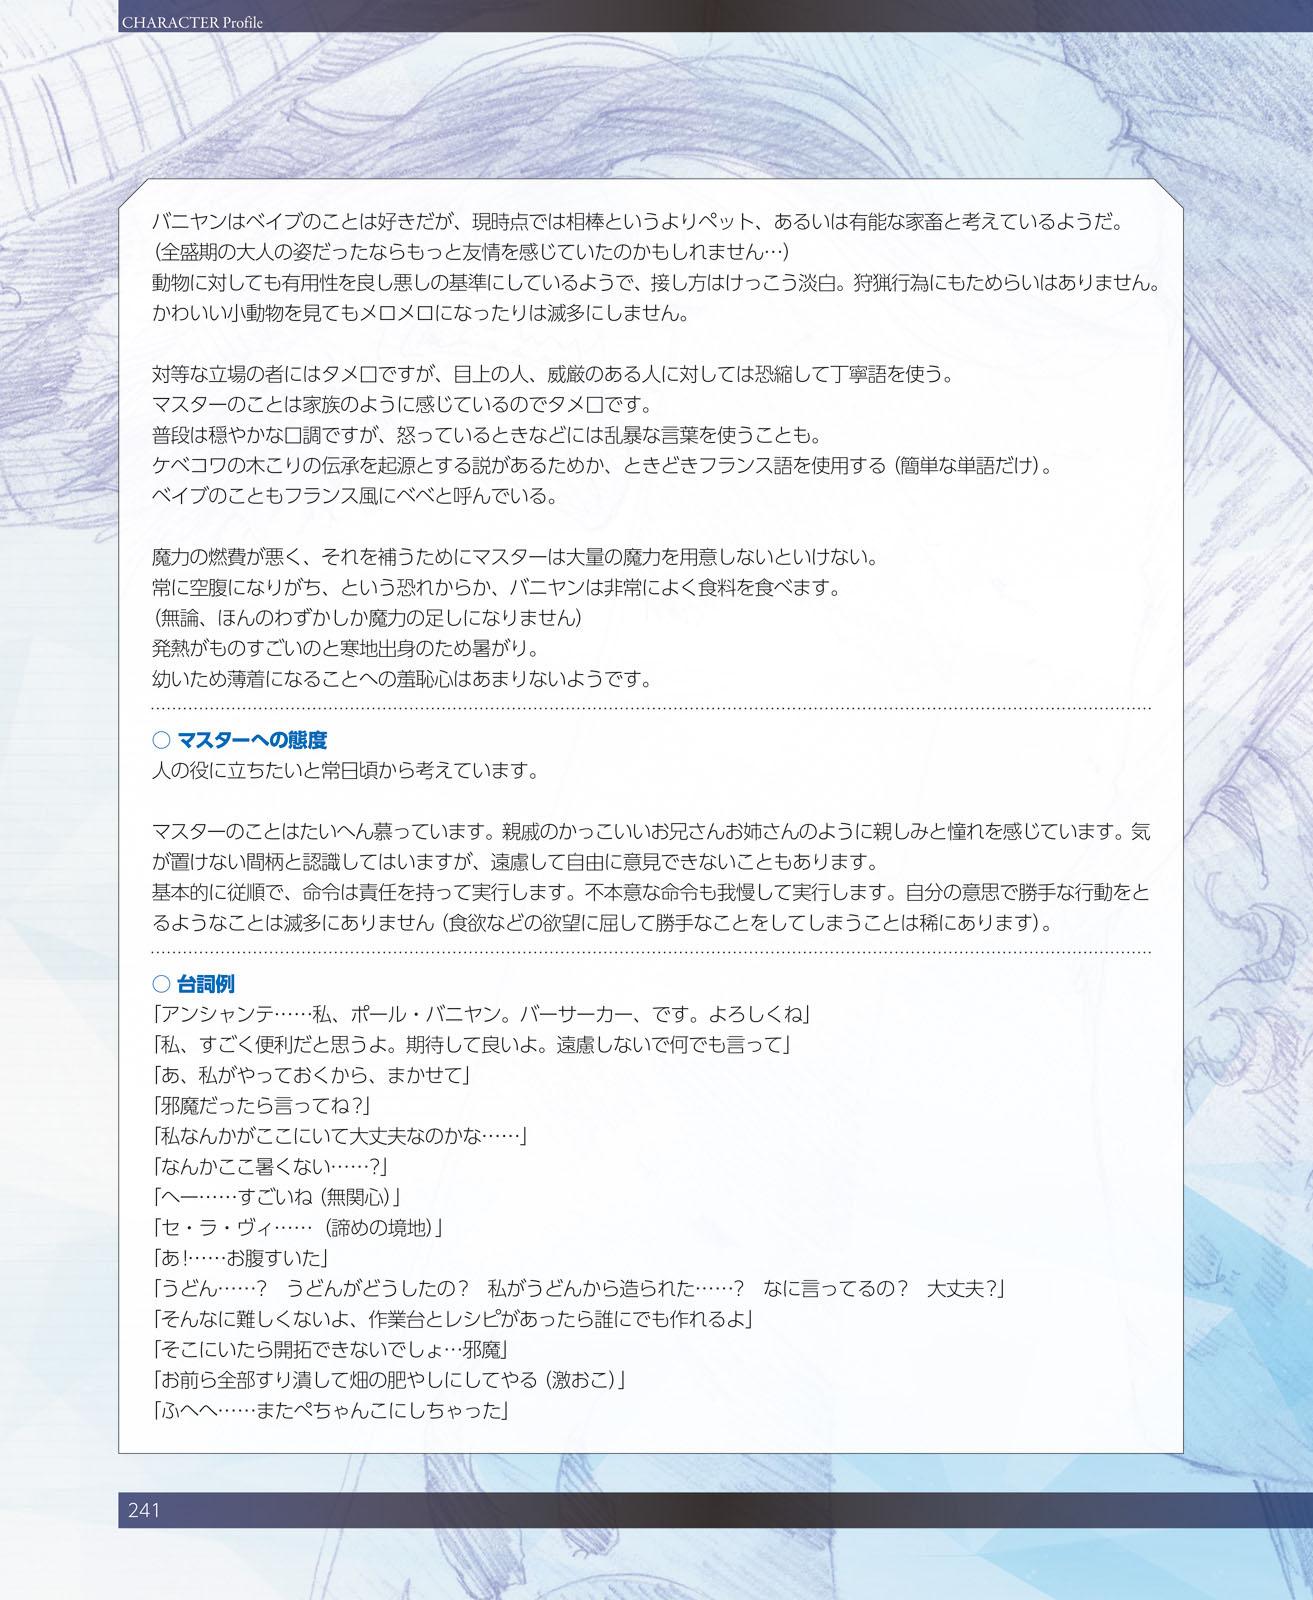 CHARACTER Profile
バニヤンはベイブのことは好きだが、現時点では相棒というよりペット、あるいは有能な家畜と考えているようだ。
（全盛期の大人の姿だったならもっと友情を感じていたのかもしれません…）
動物に対しても有用性を良し悪しの基準にしているようで、接し方はけっこう淡白。狩猟行為にもためらいはありません。
かわいい小動物を見てもメロメロになったりは滅多にしません。
対等な立場の者にはタメ口ですが、目上の人、威厳のある人に対しては恐縮して丁寧語を使う。
マスターのことは家族のように感じているのでタメ口です。
普段は穏やかな口調ですが、怒っているときなどには乱暴な言葉を使うことも。
ケベコワの木こりの伝承を起源とする説があるためか、ときどきフランス語を使用する（簡単な単語だけ）。
ベイブのこともフランス風にベベと呼んでいる。
魔力の燃費が悪く、それを補うためにマスターは大量の魔力を用意しないといけない。
常に空腹になりがち、という恐れからか、バニヤンは非常によく食料を食べます。
（無論、ほんのわずかしか魔力の足しになりません）
発熱がものすごいのと寒地出身のため暑がり。
幼いため薄着になることへの羞恥心はあまりないようです。
○ マスターへの態度
人の役に立ちたいと常日頃から考えています。
マスターのことはたいへん慕っています。親戚のかっこいいお兄さんお姉さんのように親しみと憧れを感じています。気
が置けない間柄と認識してはいますが、遠慮して自由に意見できないこともあります。
基本的に従順で、命令は責任を持って実行します。不本意な命令も我慢して実行します。自分の意思で勝手な行動をと
るようなことは滅多にありません（食欲などの欲望に屈して勝手なことをしてしまうことは稀にあります）。
○ 台詞例
「アンシャンテ……私、ポール・バニヤン。バーサーカー、です。よろしくね」
「私、すごく便利だと思うよ。期待して良いよ。遠慮しないで何でも言って」
「あ、私がやっておくから、まかせて」
「邪魔だったら言ってね？」
「私なんかがここにいて大丈夫なのかな……」
「なんかここ暑くない……？」
「へー……すごいね（無関心）」
「セ・ラ・ヴィ……（諦めの境地）」
「あ！……お腹すいた」
「うどん……？　うどんがどうしたの？　私がうどんから造られた……？　なに言ってるの？　大丈夫？」
「そんなに難しくないよ、作業台とレシピがあったら誰にでも作れるよ」
「そこにいたら開拓できないでしょ…邪魔」
「お前ら全部すり潰して畑の肥やしにしてやる（激おこ）」
「ふへへ……またぺちゃんこにしちゃった」
241